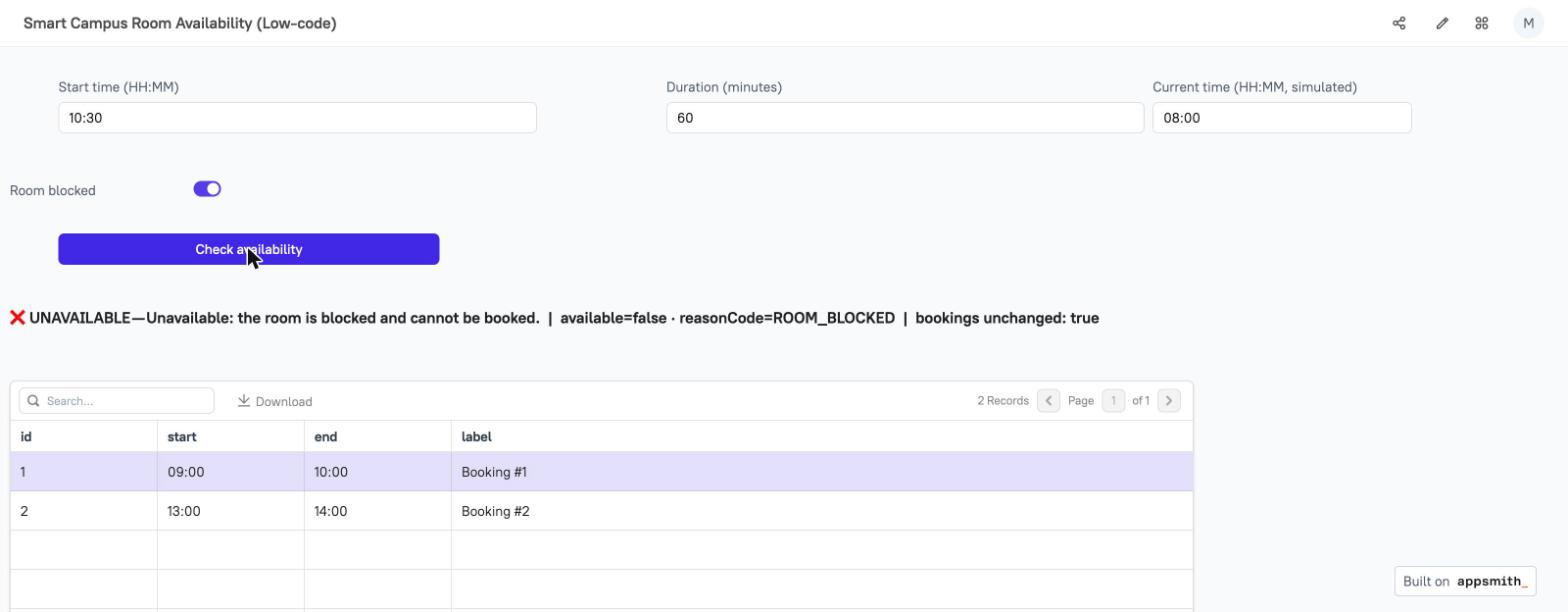 Smart Campus Room Availability (Low-code) M
Start time (HH:MM) Duration (minutes) Current time (HH:MM, simulated)
10:30 60 08:00
Room blocked
Check availability
❌ UNAVAILABLE—Unavailable: the room is blocked and cannot be booked. | available=false · reasonCode=ROOM_BLOCKED | bookings unchanged: true
Search... Download 2 Records Page 1 of 1
id start end label
1 09:00 10:00 Booking #1
2 13:00 14:00 Booking #2
Built on appsmith_